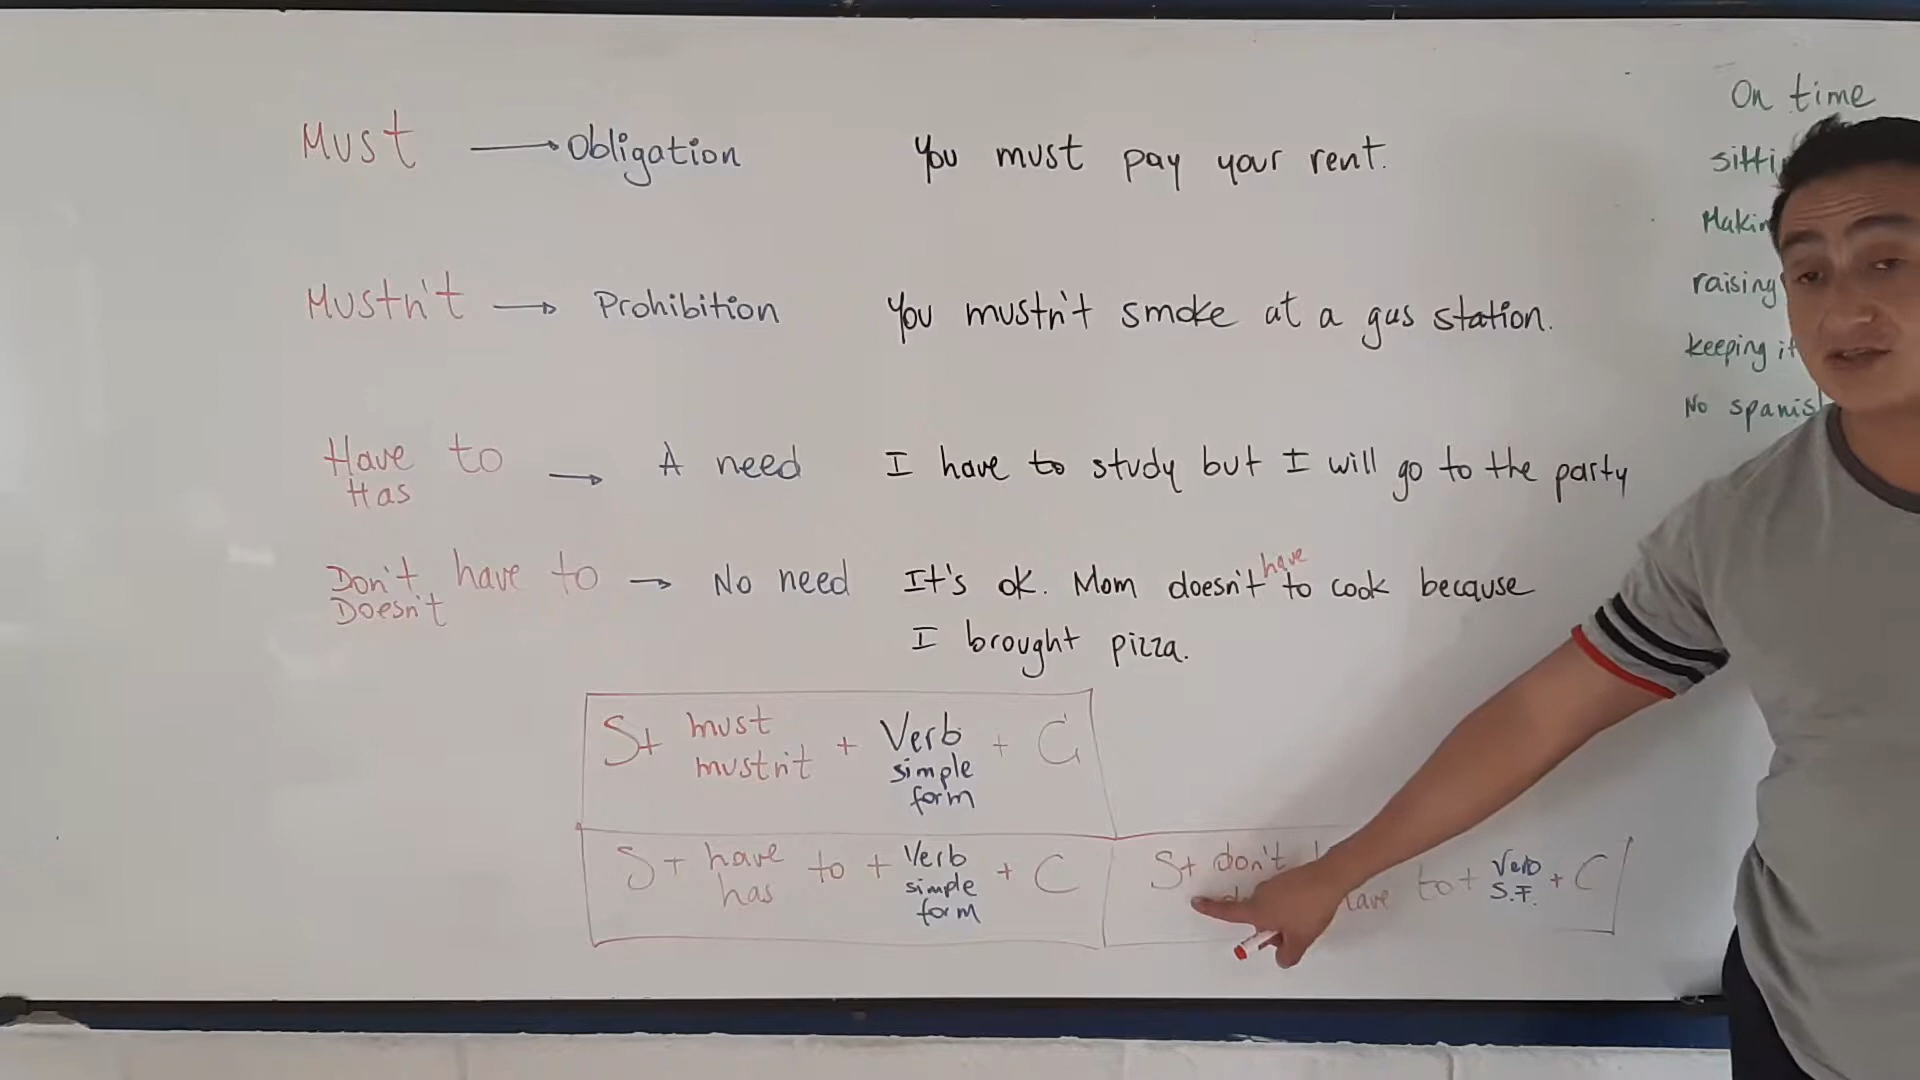 Must → Obligation You must pay your rent.
Mustn't → Prohibition You mustn't smoke at a gas station.
Have to → A need I have to study but I will go to the party
Has
Don't have to → No need It's ok. Mom doesn't have to cook because
Doesn't
I brought pizza.
S+ must + Verb + C
mustn't simple
form
S+ have to + Verb + C
has simple
form
S+ don't have to + Verb + C
S.F.
On time
raising
keeping
No